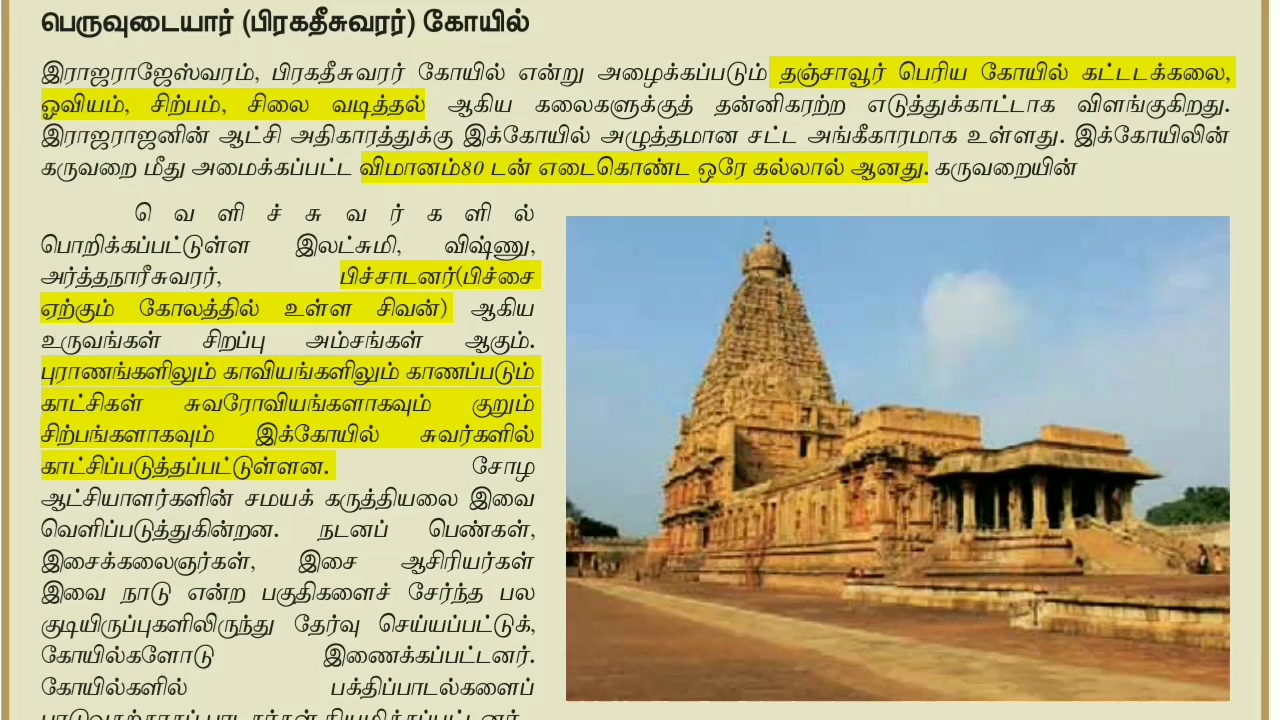 பெருவுடையார் (பிரகதீசுவரர்) கோயில்
இராஜராஜேஸ்வரம், பிரகதீசுவரர் கோயில் என்று அழைக்கப்படும் தஞ்சாவூர் பெரிய கோயில் கட்டடக்கலை,
ஓவியம், சிற்பம், சிலை வடித்தல் ஆகிய கலைகளுக்குத் தன்னிகரற்ற எடுத்துக்காட்டாக விளங்குகிறது.
இராஜராஜனின் ஆட்சி அதிகாரத்துக்கு இக்கோயில் அழுத்தமான சட்ட அங்கீகாரமாக உள்ளது. இக்கோயிலின்
கருவறை மீது அமைக்கப்பட்ட விமானம்80 டன் எடைகொண்ட ஒரே கல்லால் ஆனது. கருவறையின்
வெளிச்சுவர்களில்
பொறிக்கப்பட்டுள்ள இலட்சுமி, விஷ்ணு,
அர்த்தநாரீசுவரர், பிச்சாடனர்(பிச்சை
ஏற்கும் கோலத்தில் உள்ள சிவன்) ஆகிய
உருவங்கள் சிறப்பு அம்சங்கள் ஆகும்.
புராணங்களிலும் காவியங்களிலும் காணப்படும்
காட்சிகள் சுவரோவியங்களாகவும் குறும்
சிற்பங்களாகவும் இக்கோயில் சுவர்களில்
காட்சிப்படுத்தப்பட்டுள்ளன. சோழ
ஆட்சியாளர்களின் சமயக் கருத்தியலை இவை
வெளிப்படுத்துகின்றன. நடனப் பெண்கள்,
இசைக்கலைஞர்கள், இசை ஆசிரியர்கள்
இவை நாடு என்ற பகுதிகளைச் சேர்ந்த பல
குடியிருப்புகளிலிருந்து தேர்வு செய்யப்பட்டுக்,
கோயில்களோடு இணைக்கப்பட்டனர்.
கோயில்களில் பக்திப்பாடல்களைப்